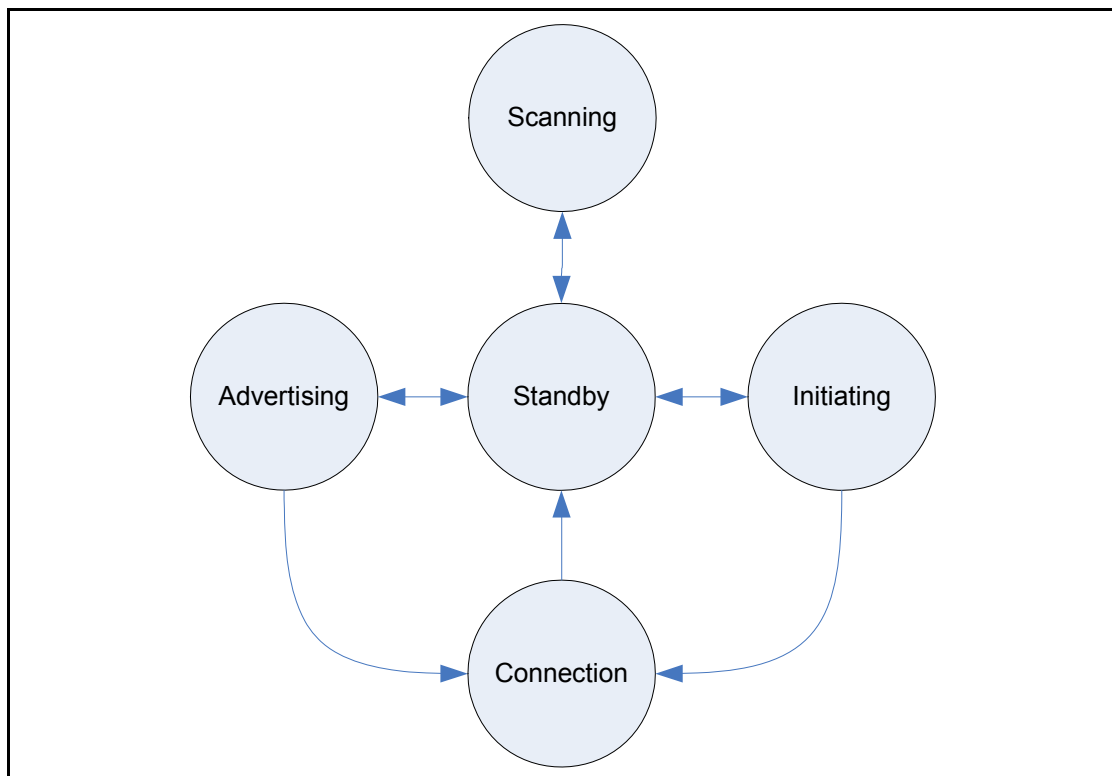 Scanning
Advertising
Standby
Initiating
Connection